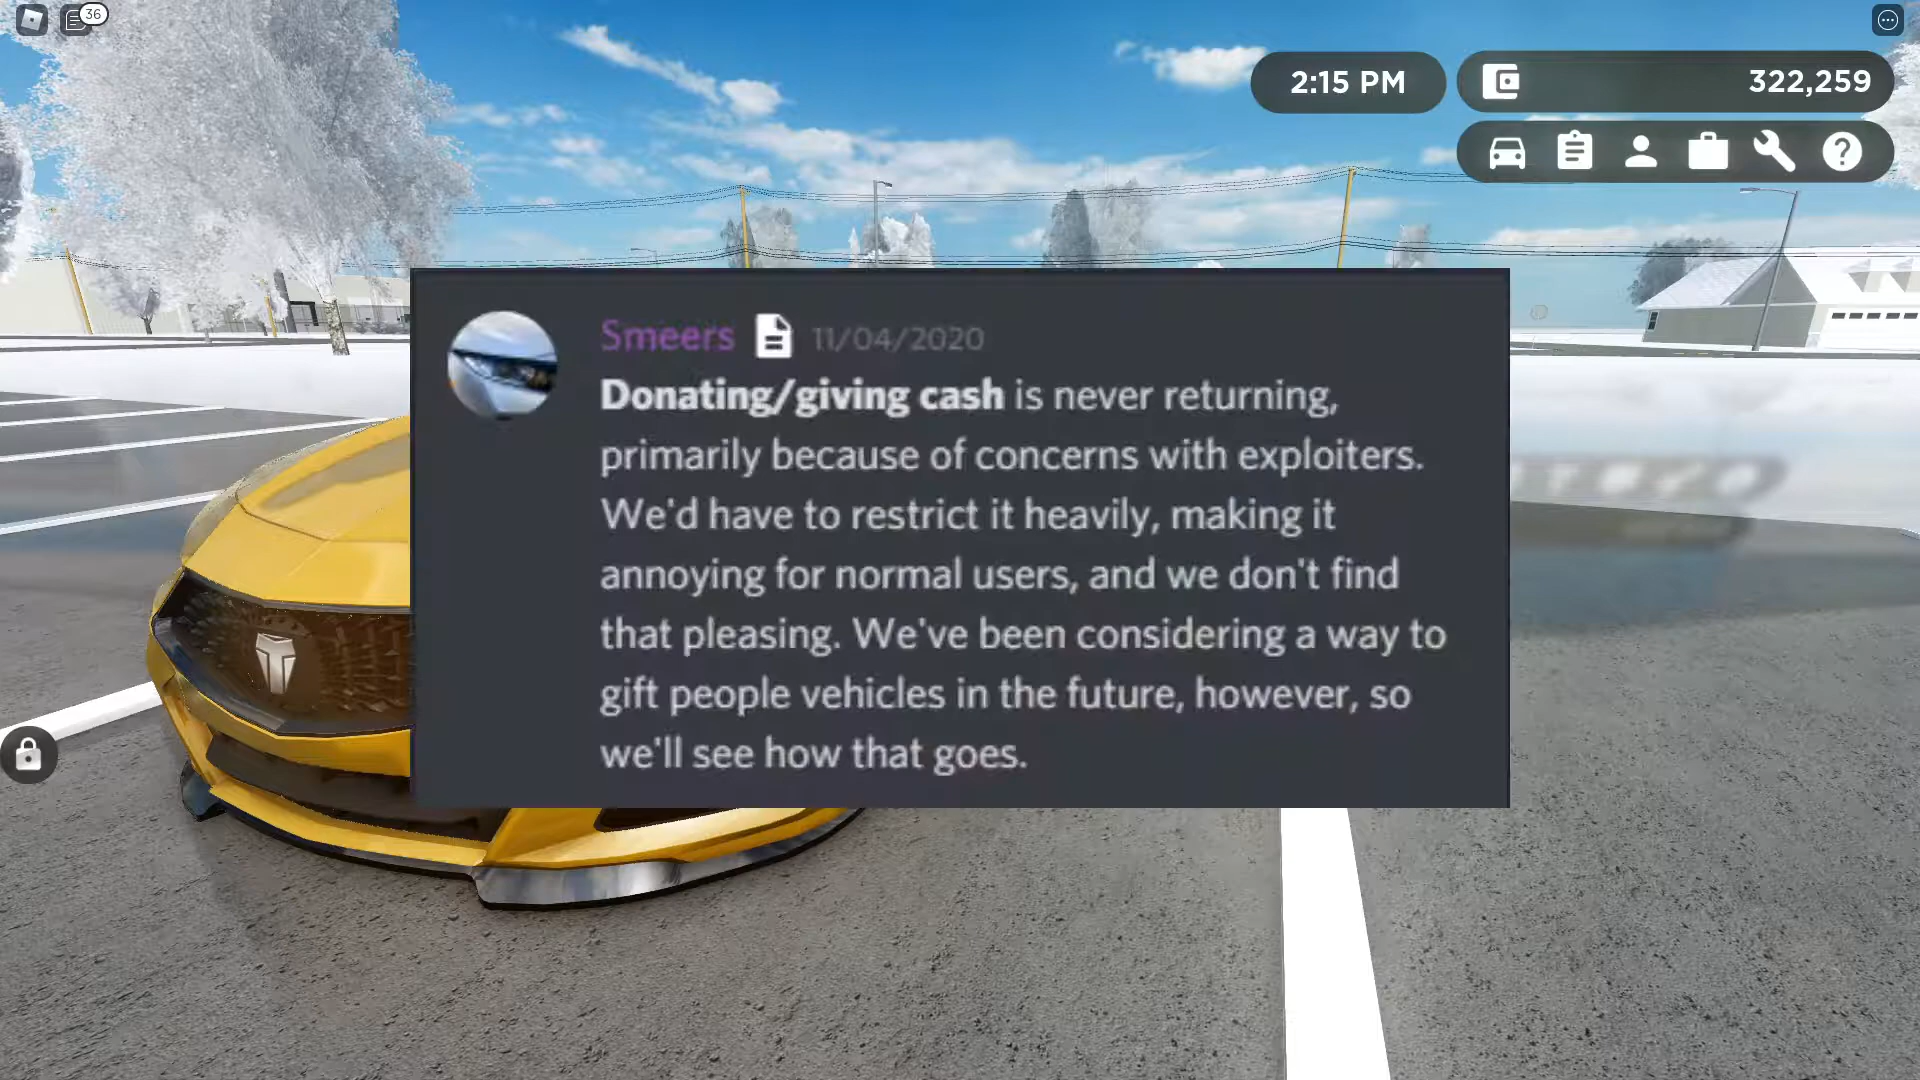 36
2:15 PM
322,259
Smeers 11/04/2020
Donating/giving cash is never returning,
primarily because of concerns with exploiters.
We'd have to restrict it heavily, making it
annoying for normal users, and we don't find
that pleasing. We've been considering a way to
gift people vehicles in the future, however, so
we'll see how that goes.